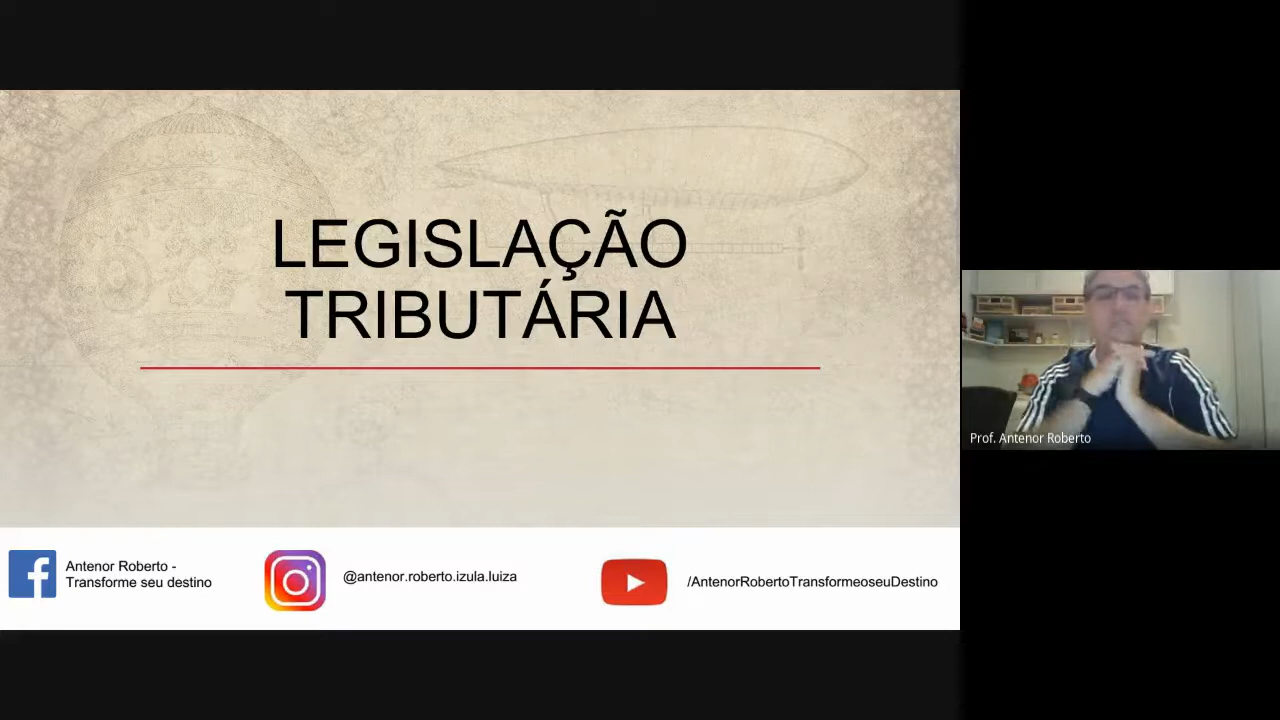 LEGISLAÇÃO
TRIBUTÁRIA
Antenor Roberto -
Transforme seu destino
@antenor.roberto.izula.luiza
/AntenorRobertoTransformeoseuDestino
Prof. Antenor Roberto